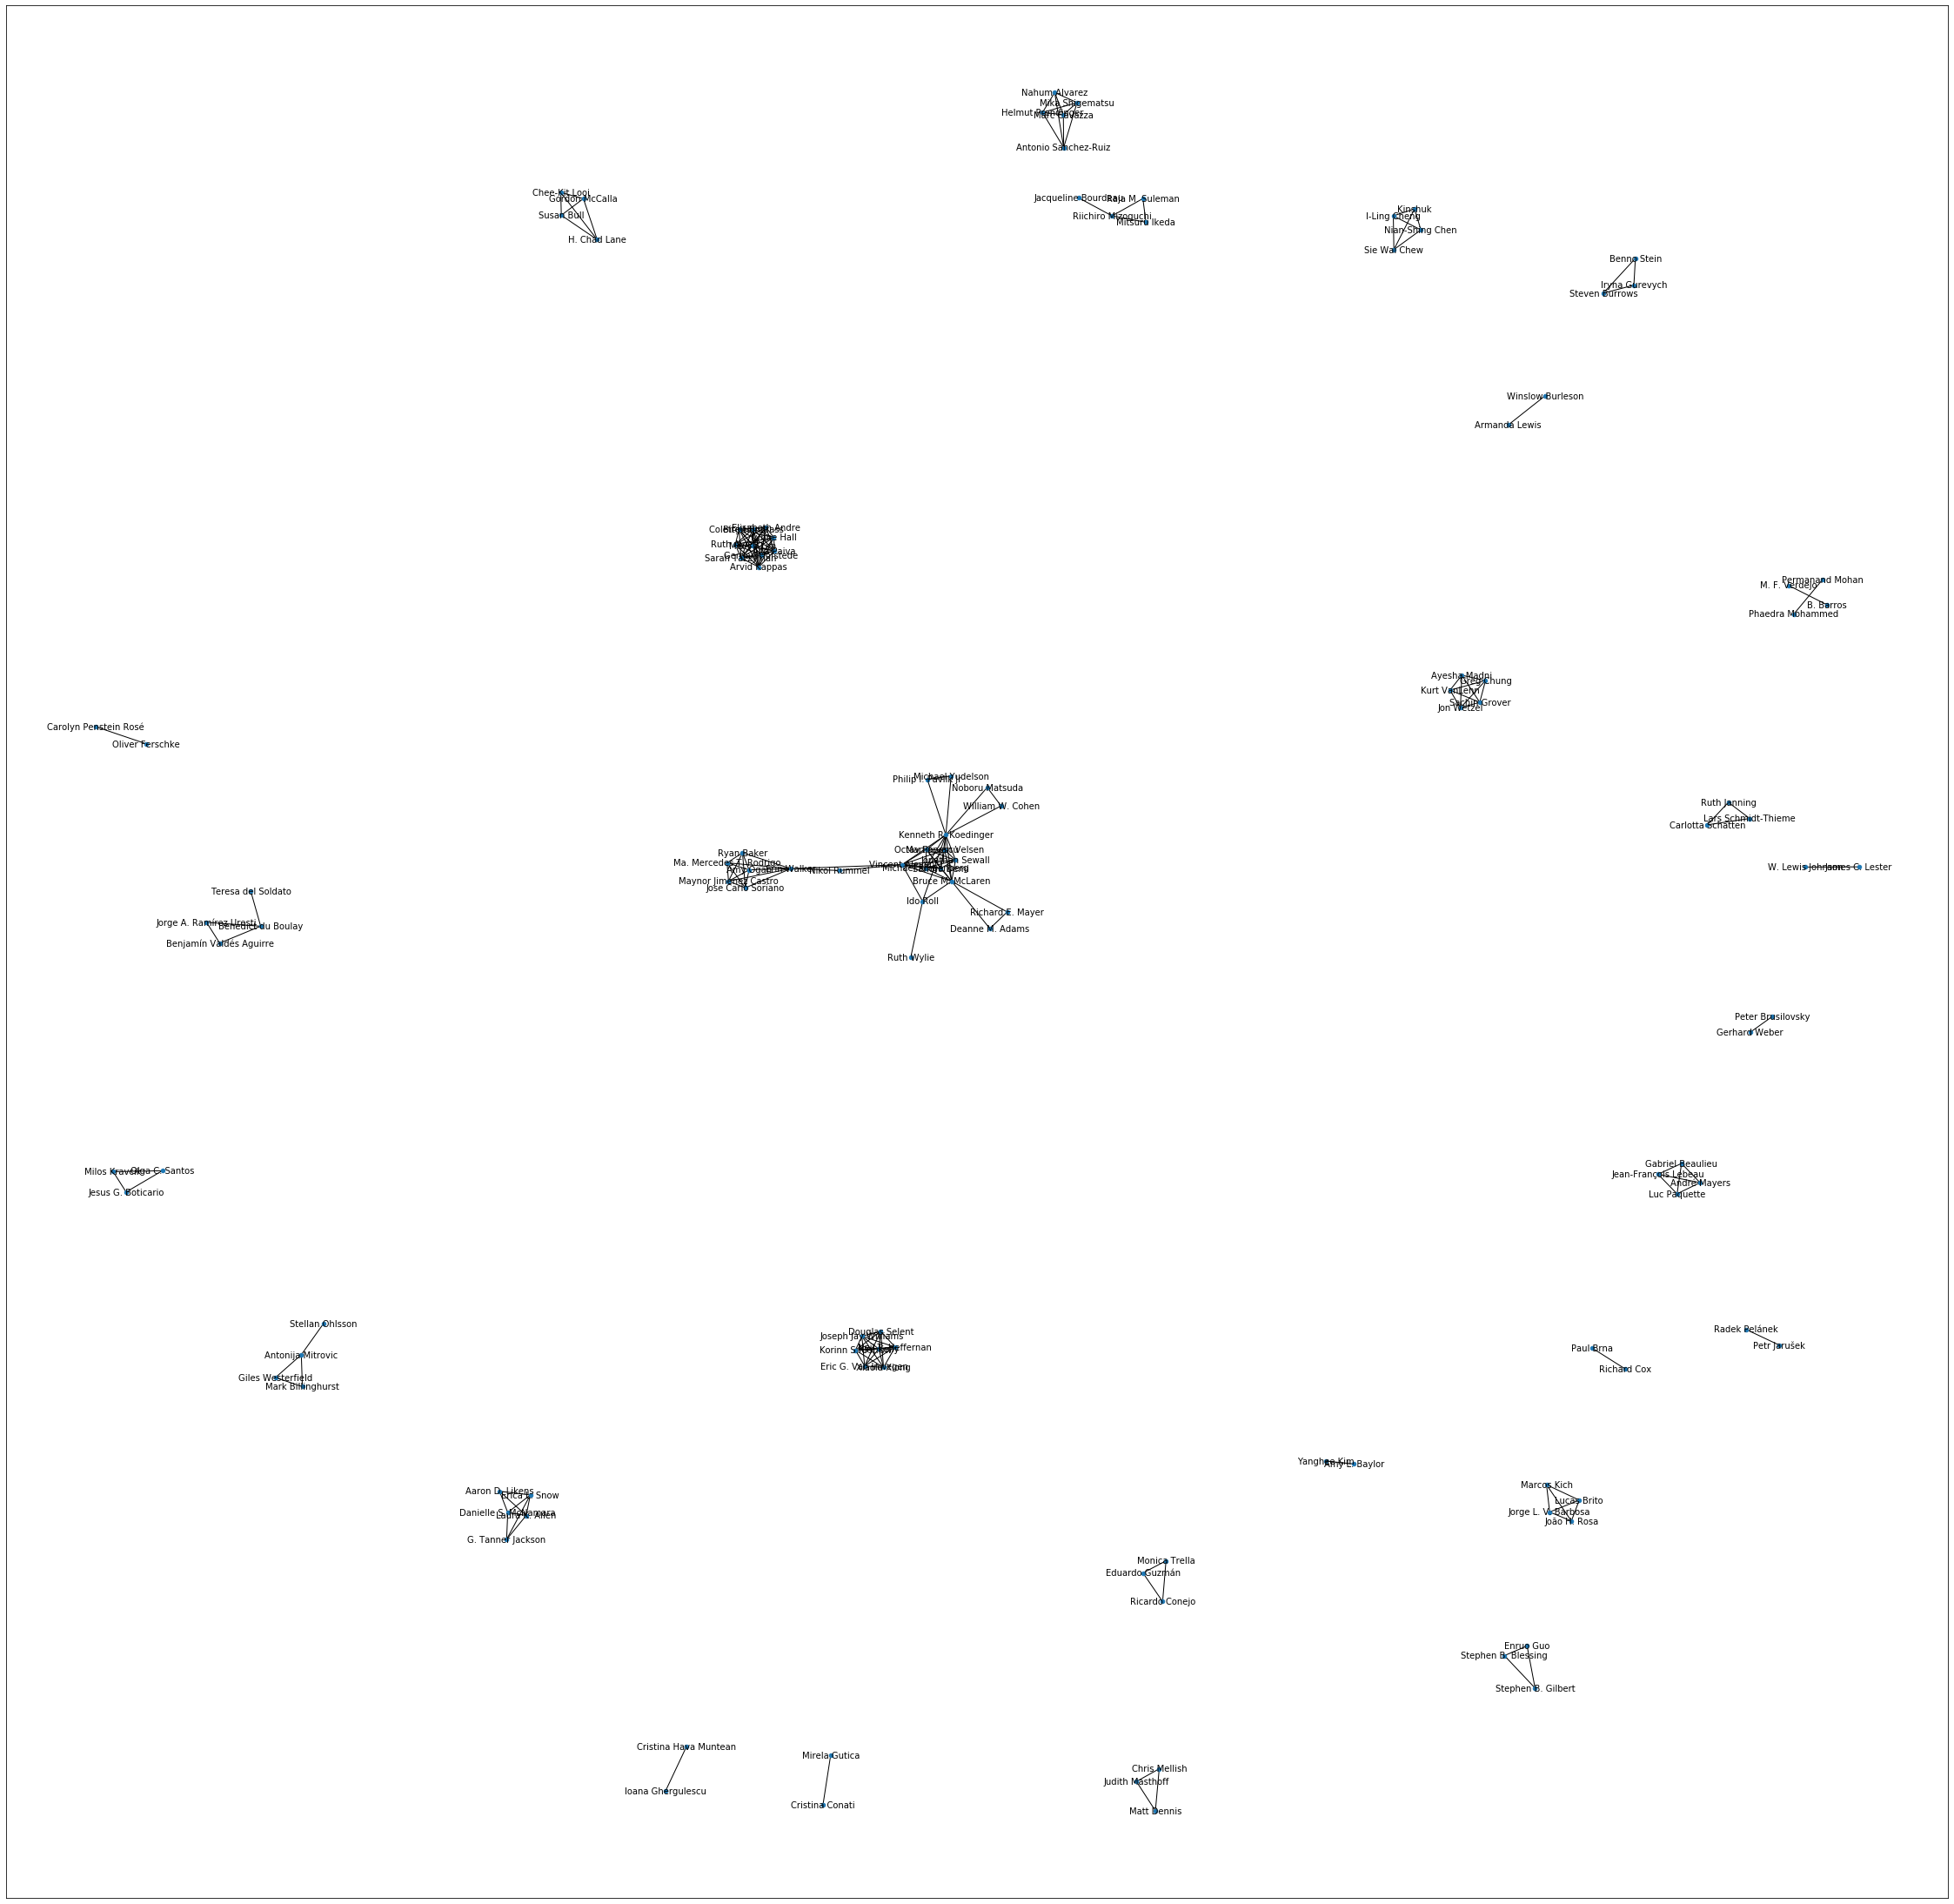 Nahum Alvarez
Mika Shigematsu
Helmut Prendinger
Marc Cavazza
Antonio Sanchez-Ruiz
Chee-Kit Looi
Gordon McCalla
Susan Bull
H. Chad Lane
Jacqueline Bourdeau
Raja M. Suleman
Riichiro Mizoguchi
Mitsuru Ikeda
Kinshuk
I-Ling Cheng
Nian-Shing Chen
Sie Wai Chew
Benno Stein
Iryna Gurevych
Steven Burrows
Winslow Burleson
Armanda Lewis
Andre
Hall
Paiva
Arvid Kappas
Permanand Mohan
M. F. Verdejo
B. Barros
Phaedra Mohammed
Ayesha Madni
Greg Chung
Kurt VanLehn
Sachin Grover
Jon Wetzel
Carolyn Penstein Rosé
Oliver Ferschke
Michael Yudelson
Philip I. Pavlik Jr
Noboru Matsuda
William W. Cohen
Kenneth R. Koedinger
Velsen
Sewall
Bruce M. McLaren
Ido Roll
Richard E. Mayer
Deanne M. Adams
Ruth Wylie
Ryan Baker
Ma. Mercedes T. Rodrigo
Amy Ogan
Erin Walker
Nikol Rummel
Vincent
Maynor Jiménez Castro
Jose Carlo Soriano
Ruth Janning
Lars Schmidt-Thieme
Carlotta Schatten
W. Lewis Johnson
James C. Lester
Teresa del Soldato
Jorge A. Ramírez Uresti
Benedict du Boulay
Benjamín Valdés Aguirre
Peter Brusilovsky
Gerhard Weber
Milos Kravcik
Olga C. Santos
Jesus G. Boticario
Gabriel Beaulieu
Jean-François Lebeau
Andre Mayers
Luc Paquette
Stellan Ohlsson
Antonija Mitrovic
Giles Westerfield
Mark Billinghurst
Douglas Selent
Joseph Jay Williams
Heffernan
Korinn S.
Eric G. Van Inwegen
Radek Pelánek
Petr Jarušek
Paul Brna
Richard Cox
Yanghee Kim
Amy L. Baylor
Aaron D. Likens
Erica L. Snow
Danielle S. McNamara
Laura K. Allen
G. Tanner Jackson
Marcos Kich
Lucas Brito
Jorge L. V. Barbosa
João H. Rosa
Monica Trella
Eduardo Guzmán
Ricardo Conejo
Enruo Guo
Stephen B. Blessing
Stephen B. Gilbert
Cristina Hava Muntean
Ioana Ghergulescu
Mirela Gutica
Cristina Conati
Chris Mellish
Judith Masthoff
Matt Dennis